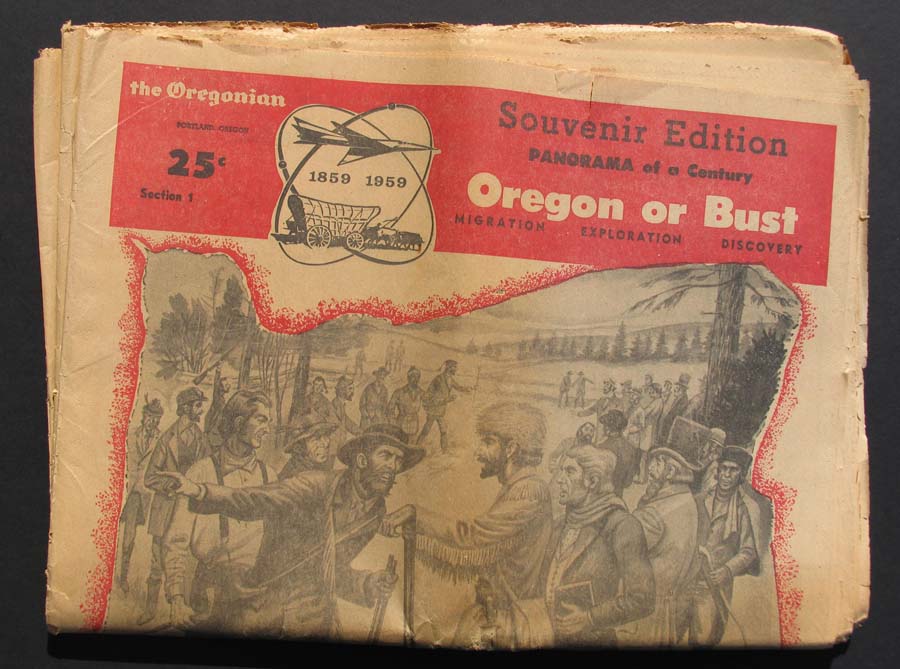 the Oregonian
PORTLAND, OREGON
25¢
Section 1
1859 1959
Souvenir Edition
PANORAMA of a Century
Oregon or Bust
MIGRATION EXPLORATION DISCOVERY